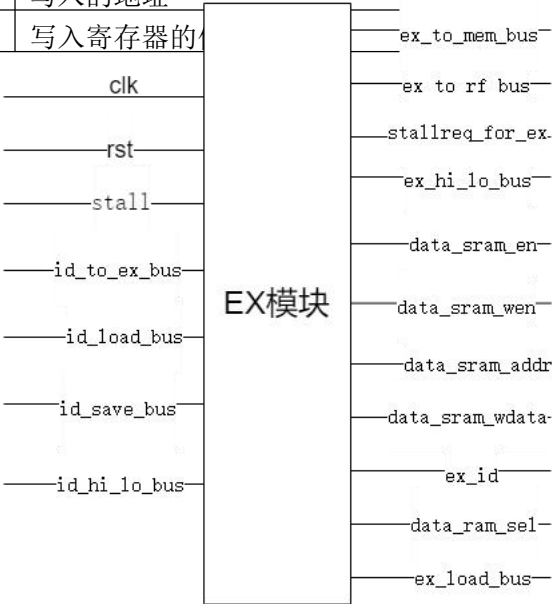 写入的地址
写入寄存器的
clk
rst
stall
id_to_ex_bus
id_load_bus
id_save_bus
id_hi_lo_bus
EX模块
ex_to_mem_bus
ex to rf bus
stallreq_for_ex
ex_hi_lo_bus
data_sram_en
data_sram_wen
data_sram_addr
data_sram_wdata
ex_id
data_ram_sel
ex_load_bus